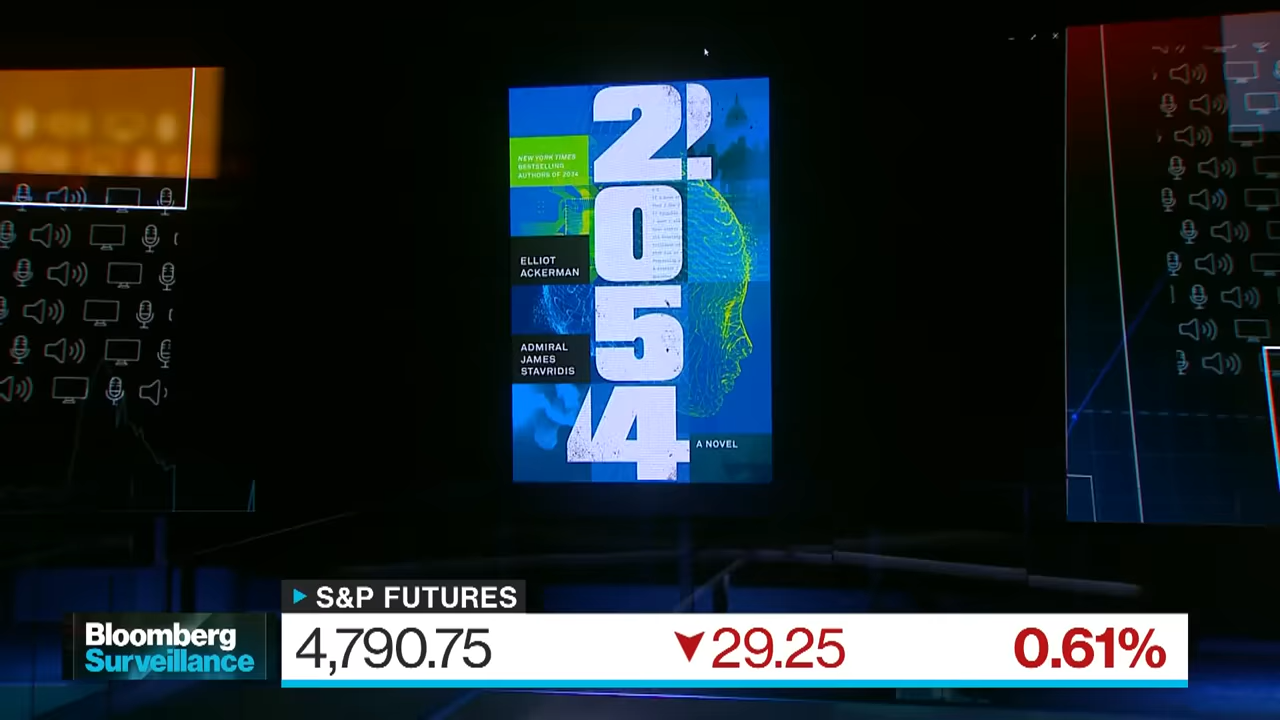 2
NEW YORK TIMES
BESTSELLING
AUTHORS OF 2034
0
ELLIOT
ACKERMAN
5
ADMIRAL
JAMES
STAVRIDIS
4
A NOVEL
S&P FUTURES
Bloomberg
Surveillance
4,790.75
29.25
0.61%